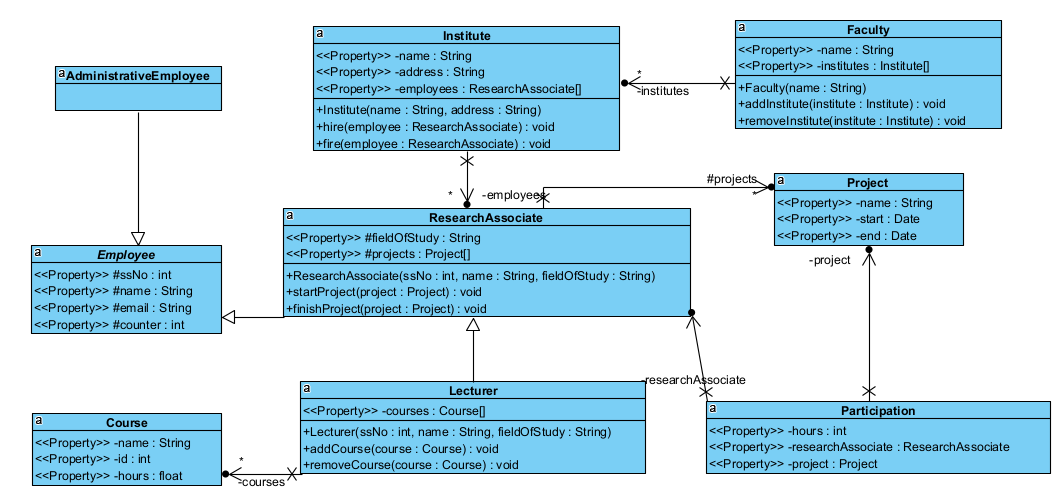 a
Institute
<<Property>> -name : String
<<Property>> -address : String
<<Property>> -employees : ResearchAssociate[]
+Institute(name : String, address : String)
+hire(employee : ResearchAssociate) : void
+fire(employee : ResearchAssociate) : void
a
Faculty
<<Property>> -name : String
<<Property>> -institutes : Institute[]
+Faculty(name : String)
+addInstitute(institute : Institute) : void
+removeInstitute(institute : Institute) : void
*
-institutes
a
AdministrativeEmployee
*
-employees
#projects
*
a
Project
<<Property>> -name : String
<<Property>> -start : Date
<<Property>> -end : Date
a
ResearchAssociate
<<Property>> #fieldOfStudy : String
<<Property>> #projects : Project[]
+ResearchAssociate(ssNo : int, name : String, fieldOfStudy : String)
+startProject(project : Project) : void
+finishProject(project : Project) : void
a
Employee
<<Property>> #ssNo : int
<<Property>> #name : String
<<Property>> #email : String
<<Property>> #counter : int
-project
-researchAssociate
a
Lecturer
<<Property>> -courses : Course[]
+Lecturer(ssNo : int, name : String, fieldOfStudy : String)
+addCourse(course : Course) : void
+removeCourse(course : Course) : void
a
Participation
<<Property>> -hours : int
<<Property>> -researchAssociate : ResearchAssociate
<<Property>> -project : Project
a
Course
<<Property>> -name : String
<<Property>> -id : int
<<Property>> -hours : float
*
-courses